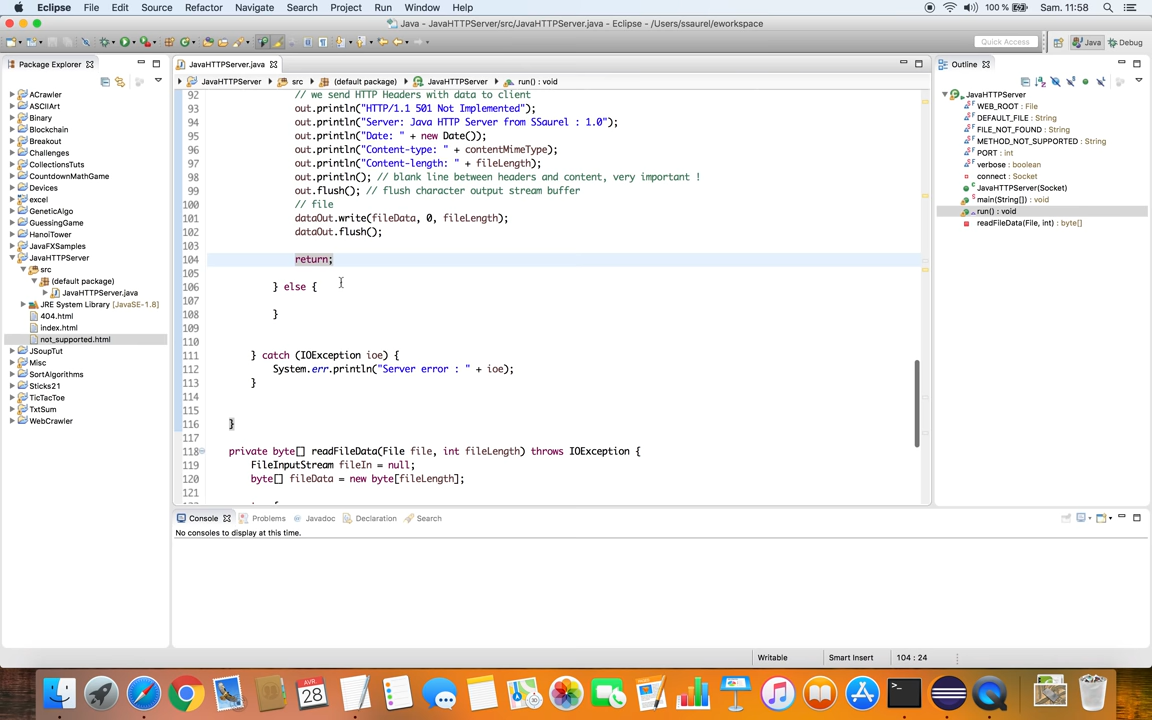 Eclipse File Edit Source Refactor Navigate Search Project Run Window Help 100 % Sam. 11:58
Java - JavaHTTPServer/src/JavaHTTPServer.java - Eclipse - /Users/ssaurel/eworkspace
Quick Access Java Debug
Package Explorer
ACrawler
ASCIIArt
Binary
Blockchain
Breakout
Challenges
CollectionsTuts
CountdownMathGame
Devices
excel
GeneticAlgo
GuessingGame
HanoiTower
JavaFXSamples
JavaHTTPServer
src
(default package)
JavaHTTPServer.java
JRE System Library [JavaSE-1.8]
404.html
index.html
not_supported.html
JSoupTut
Misc
SortAlgorithms
Sticks21
TicTacToe
TxtSum
WebCrawler
JavaHTTPServer.java
JavaHTTPServer src (default package) JavaHTTPServer run() : void
92 // we send HTTP Headers with data to client
93 out.println("HTTP/1.1 501 Not Implemented");
94 out.println("Server: Java HTTP Server from SSaurel : 1.0");
95 out.println("Date: " + new Date());
96 out.println("Content-type: " + contentMimeType);
97 out.println("Content-length: " + fileLength);
98 out.println(); // blank line between headers and content, very important !
99 out.flush(); // flush character output stream buffer
100 // file
101 dataOut.write(fileData, 0, fileLength);
102 dataOut.flush();
103
104 return;
105
106 } else {
107
108 }
109
110
111 } catch (IOException ioe) {
112 System.err.println("Server error : " + ioe);
113 }
114
115
116 }
117
118 private byte[] readFileData(File file, int fileLength) throws IOException {
119 FileInputStream fileIn = null;
120 byte[] fileData = new byte[fileLength];
121
Outline
JavaHTTPServer
WEB_ROOT : File
DEFAULT_FILE : String
FILE_NOT_FOUND : String
METHOD_NOT_SUPPORTED : String
PORT : int
verbose : boolean
connect : Socket
JavaHTTPServer(Socket)
main(String[]) : void
run() : void
readFileData(File, int) : byte[]
Console Problems Javadoc Declaration Search
No consoles to display at this time.
Writable Smart Insert 104 : 24
AVR.
28